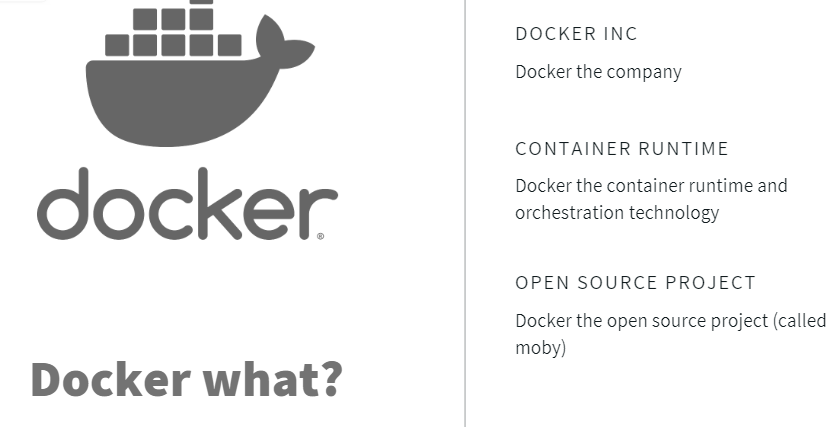 docker®
Docker what?
DOCKER INC
Docker the company
CONTAINER RUNTIME
Docker the container runtime and
orchestration technology
OPEN SOURCE PROJECT
Docker the open source project (called
moby)